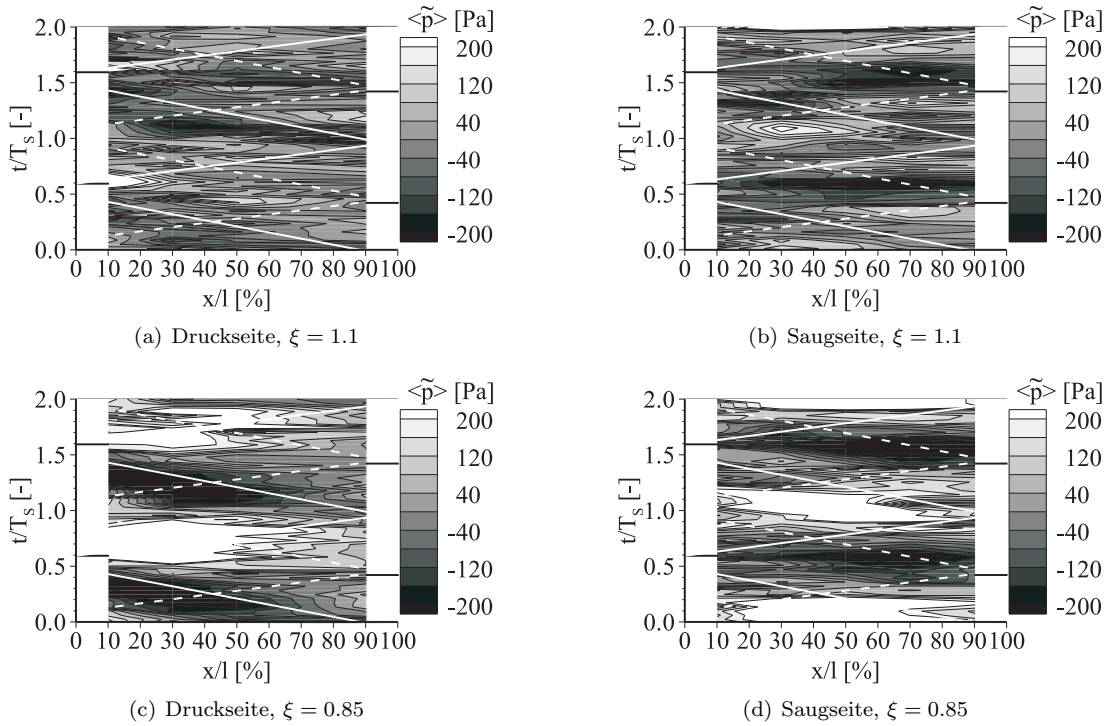 <p̃> [Pa]
2.0
1.5
1.0
0.5
0.0
t/T_S [-]
0 10 20 30 40 50 60 70 80 90 100
x/l [%]
200
120
40
-40
-120
-200
(a) Druckseite, ξ = 1.1
<p̃> [Pa]
2.0
1.5
1.0
0.5
0.0
t/T_S [-]
0 10 20 30 40 50 60 70 80 90 100
x/l [%]
200
120
40
-40
-120
-200
(b) Saugseite, ξ = 1.1
<p̃> [Pa]
2.0
1.5
1.0
0.5
0.0
t/T_S [-]
0 10 20 30 40 50 60 70 80 90 100
x/l [%]
200
120
40
-40
-120
-200
(c) Druckseite, ξ = 0.85
<p̃> [Pa]
2.0
1.5
1.0
0.5
0.0
t/T_S [-]
0 10 20 30 40 50 60 70 80 90 100
x/l [%]
200
120
40
-40
-120
-200
(d) Saugseite, ξ = 0.85